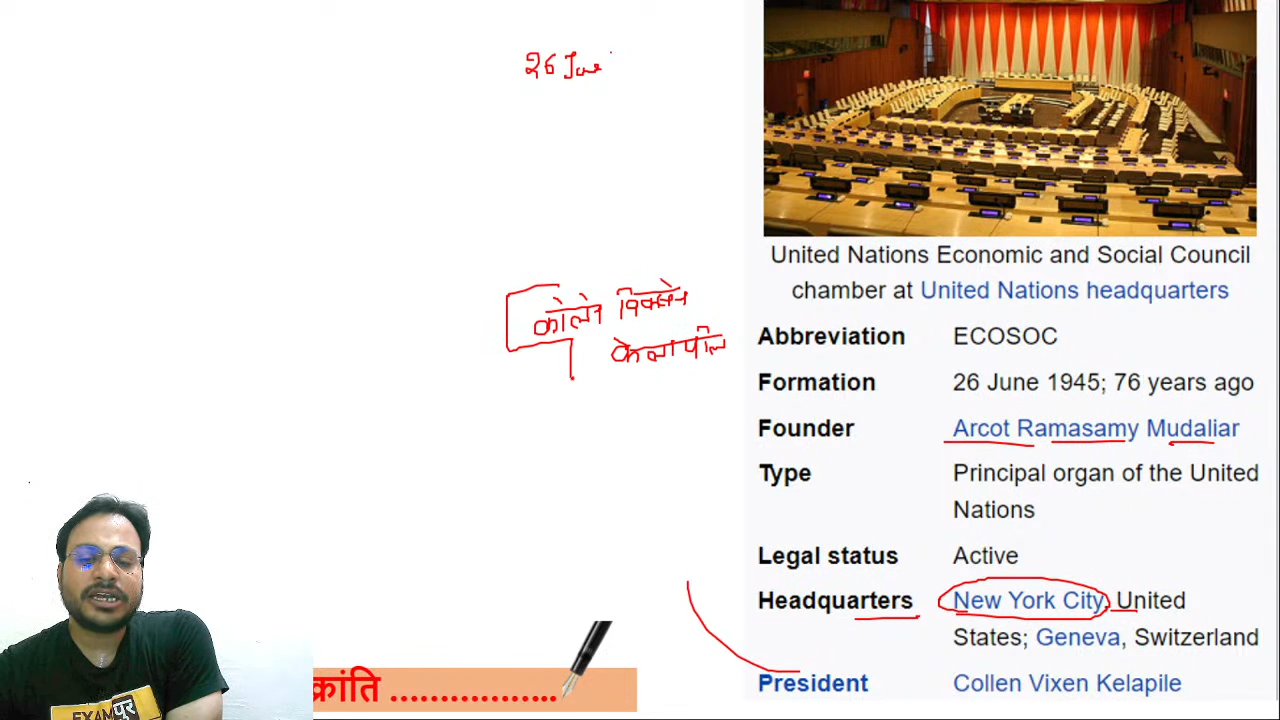 26 June
United Nations Economic and Social Council
chamber at United Nations headquarters
कोलेन विक्सेन
केलापील
Abbreviation ECOSOC
Formation 26 June 1945; 76 years ago
Founder Arcot Ramasamy Mudaliar
Type Principal organ of the United
Nations
Legal status Active
Headquarters New York City, United
States; Geneva, Switzerland
President Collen Vixen Kelapile
क्रांति ..................
EXAMपुर